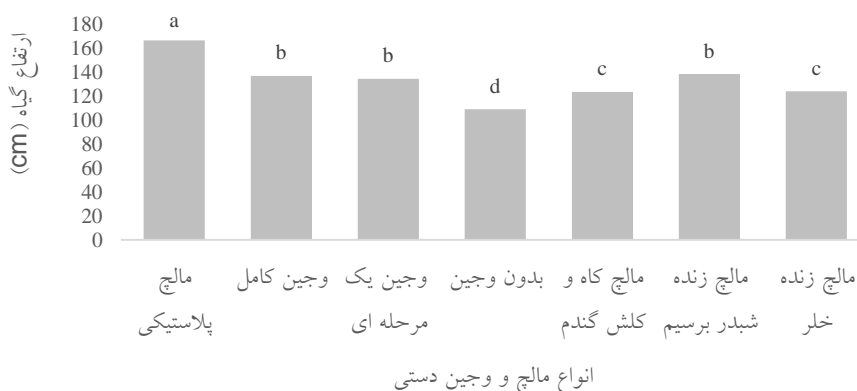 ارتفاع گیاه (cm)
180
160
140
120
100
80
60
40
20
0
a
b
b
d
c
b
c
مالچ
پلاستیکی
وجین کامل
وجین یک
مرحله ای
بدون وجین
مالچ کاه و
کلش گندم
مالچ زنده
شبدر برسیم
مالچ زنده
خلر
انواع مالچ و وجین دستی